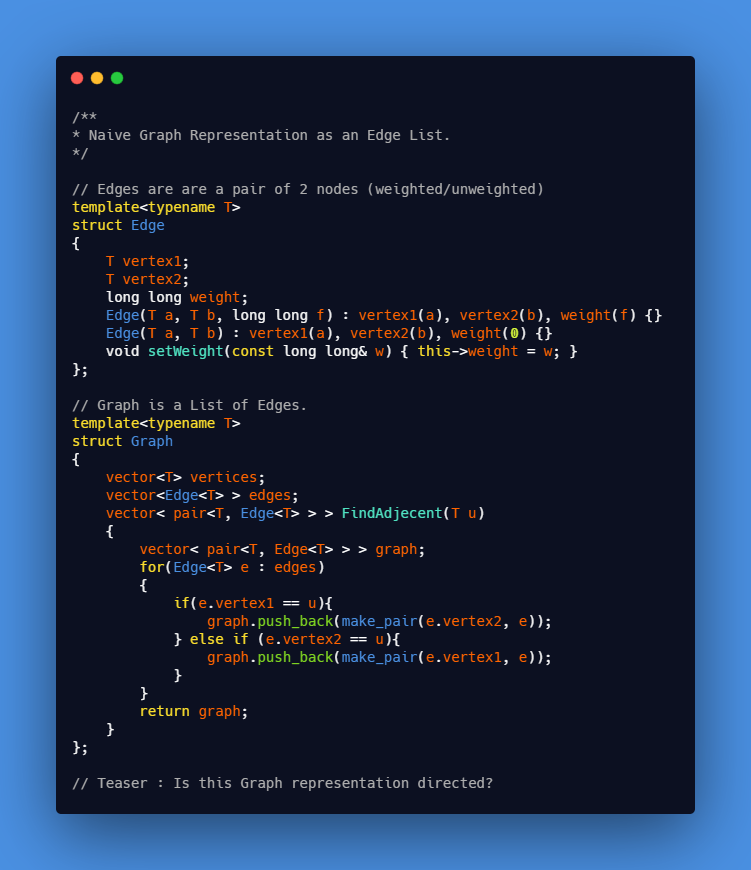 /**
* Naive Graph Representation as an Edge List.
*/
// Edges are are a pair of 2 nodes (weighted/unweighted)
template<typename T>
struct Edge
{
    T vertex1;
    T vertex2;
    long long weight;
    Edge(T a, T b, long long f) : vertex1(a), vertex2(b), weight(f) {}
    Edge(T a, T b) : vertex1(a), vertex2(b), weight(0) {}
    void setWeight(const long long& w) { this->weight = w; }
};
// Graph is a List of Edges.
template<typename T>
struct Graph
{
    vector<T> vertices;
    vector<Edge<T> > edges;
    vector< pair<T, Edge<T> > > FindAdjecent(T u)
    {
        vector< pair<T, Edge<T> > > graph;
        for(Edge<T> e : edges)
        {
            if(e.vertex1 == u){
                graph.push_back(make_pair(e.vertex2, e));
            } else if (e.vertex2 == u){
                graph.push_back(make_pair(e.vertex1, e));
            }
        }
        return graph;
    }
};
// Teaser : Is this Graph representation directed?